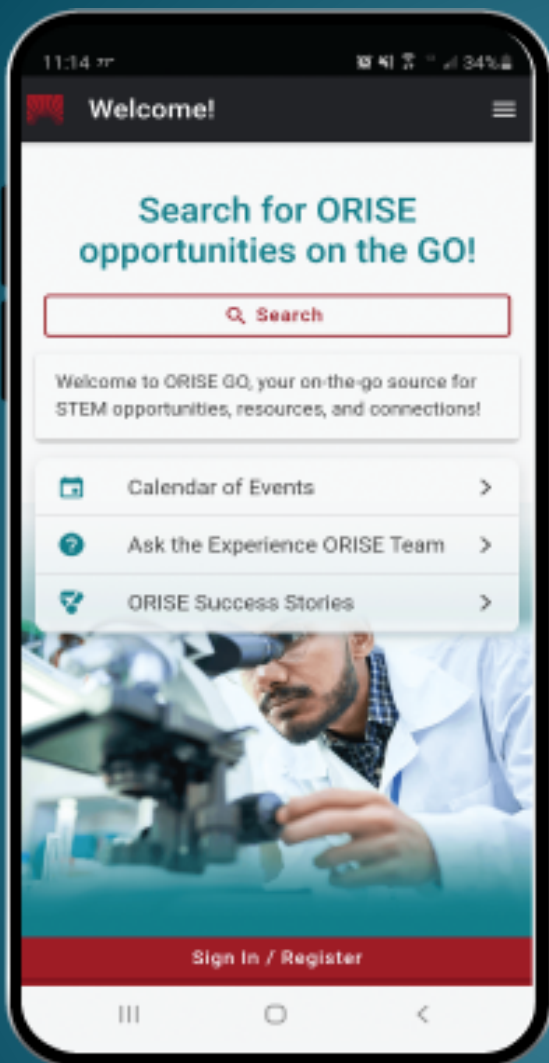 11:14
34%
Welcome!
Search for ORISE
opportunities on the GO!
Search
Welcome to ORISE GO, your on-the-go source for
STEM opportunities, resources, and connections!
Calendar of Events
Ask the Experience ORISE Team
ORISE Success Stories
Sign In / Register